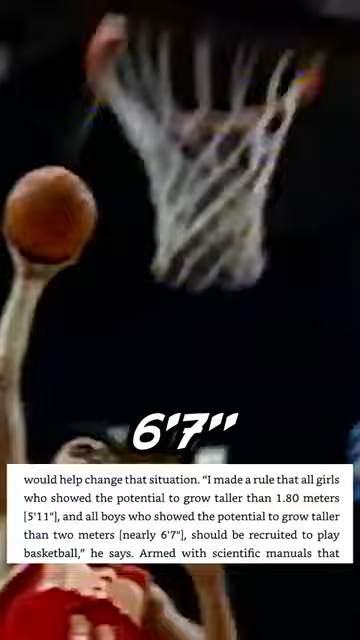 6'7"
would help change that situation. “I made a rule that all girls
who showed the potential to grow taller than 1.80 meters
[5'11"], and all boys who showed the potential to grow taller
than two meters [nearly 6'7"], should be recruited to play
basketball,” he says. Armed with scientific manuals that